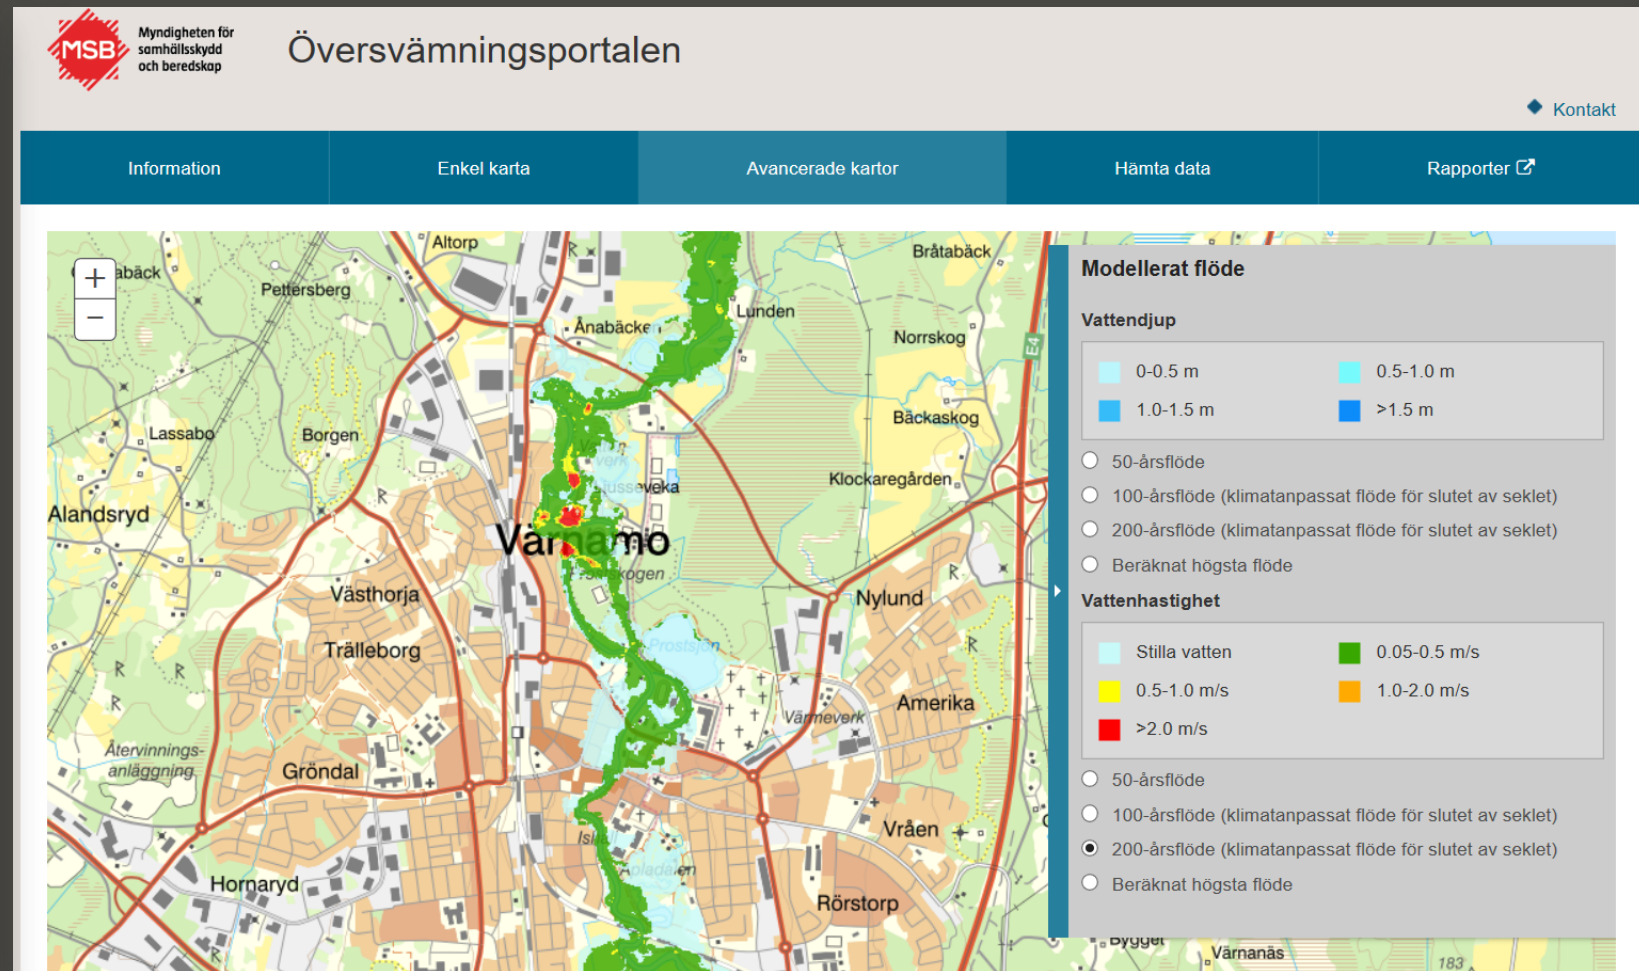 MSB
Myndigheten för
samhällsskydd
och beredskap
Översvämningsportalen
Kontakt
Information
Enkel karta
Avancerade kartor
Hämta data
Rapporter
+
−
abäck
Altorp
Bråtabäck
Pettersberg
Lunden
Ånabäcken
Norrskog
E4
Lassabo
Borgen
Bäckaskog
Klockaregården
Alandsryd
Värnamo
Västhorja
Nylund
Trälleborg
Prostsjön
Amerika
Värmeverk
Återvinnings-
anläggning
Gröndal
Vråen
Apladalen
Hornaryd
Rörstorp
Bygget
Värnanäs
183
Modellerat flöde
Vattendjup
0-0.5 m
0.5-1.0 m
1.0-1.5 m
>1.5 m
50-årsflöde
100-årsflöde (klimatanpassat flöde för slutet av seklet)
200-årsflöde (klimatanpassat flöde för slutet av seklet)
Beräknat högsta flöde
Vattenhastighet
Stilla vatten
0.05-0.5 m/s
0.5-1.0 m/s
1.0-2.0 m/s
>2.0 m/s
50-årsflöde
100-årsflöde (klimatanpassat flöde för slutet av seklet)
200-årsflöde (klimatanpassat flöde för slutet av seklet)
Beräknat högsta flöde